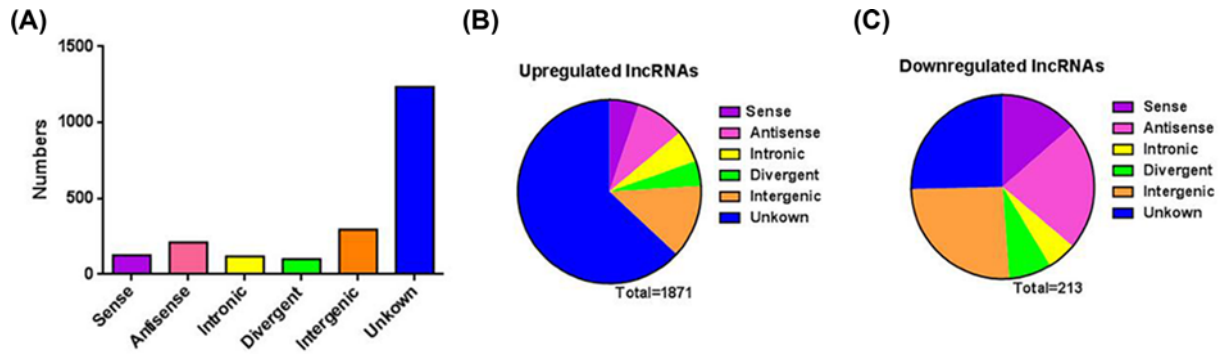 (A)
Numbers
1500
1000
500
0
Sense
Antisense
Intronic
Divergent
Intergenic
Unkown
(B)
Upregulated lncRNAs
Sense
Antisense
Intronic
Divergent
Intergenic
Unkown
Total=1871
(C)
Downregulated lncRNAs
Sense
Antisense
Intronic
Divergent
Intergenic
Unkown
Total=213